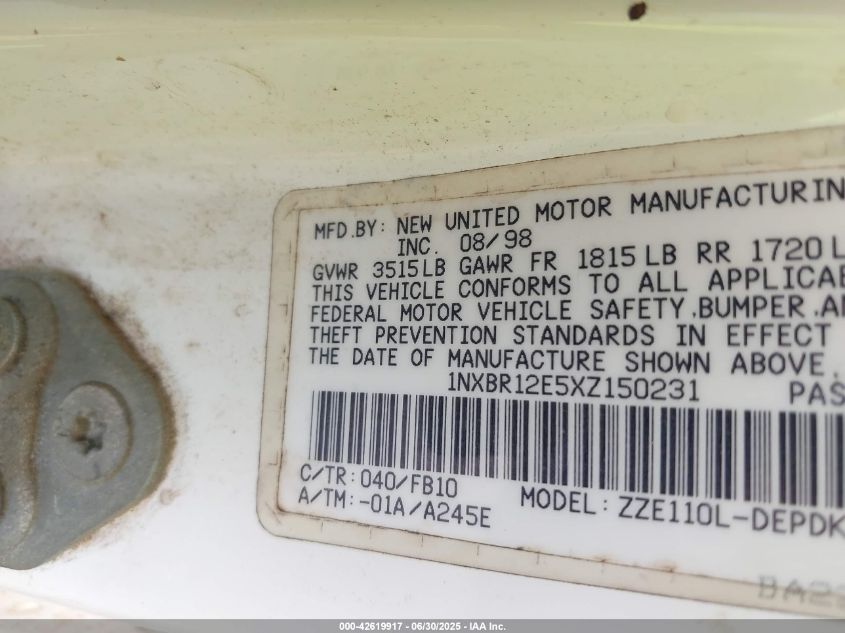 MFD.BY: NEW UNITED MOTOR MANUFACTURIN
INC. 08/98
GVWR 3515LB GAWR FR 1815LB RR 1720L
THIS VEHICLE CONFORMS TO ALL APPLICAB
FEDERAL MOTOR VEHICLE SAFETY.BUMPER.AN
THEFT PREVENTION STANDARDS IN EFFECT
THE DATE OF MANUFACTURE SHOWN ABOVE.
1NXBR12E5XZ150231 PAS
C/TR:040/FB10
A/TM:-01A/A245E MODEL: ZZE110L-DEPDK
000-42619917 - 06/30/2025 - IAA Inc.